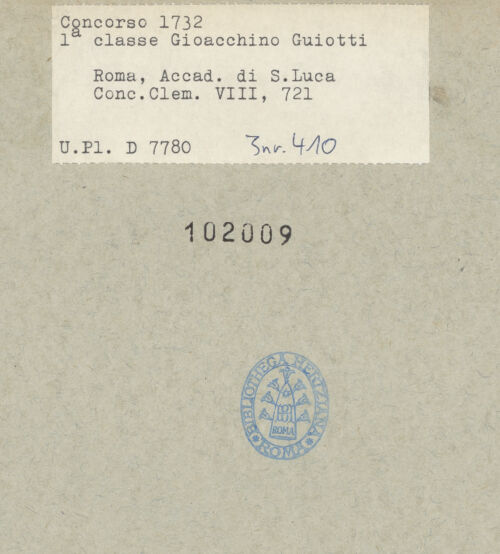 Concorso 1732
1ª classe Gioacchino Guiotti
Roma, Accad. di S.Luca
Conc.Clem. VIII, 721
U.Pl. D 7780 Inv. 410
102009
BIBLIOTHECA HERTZIANA
ROMA
ROMA